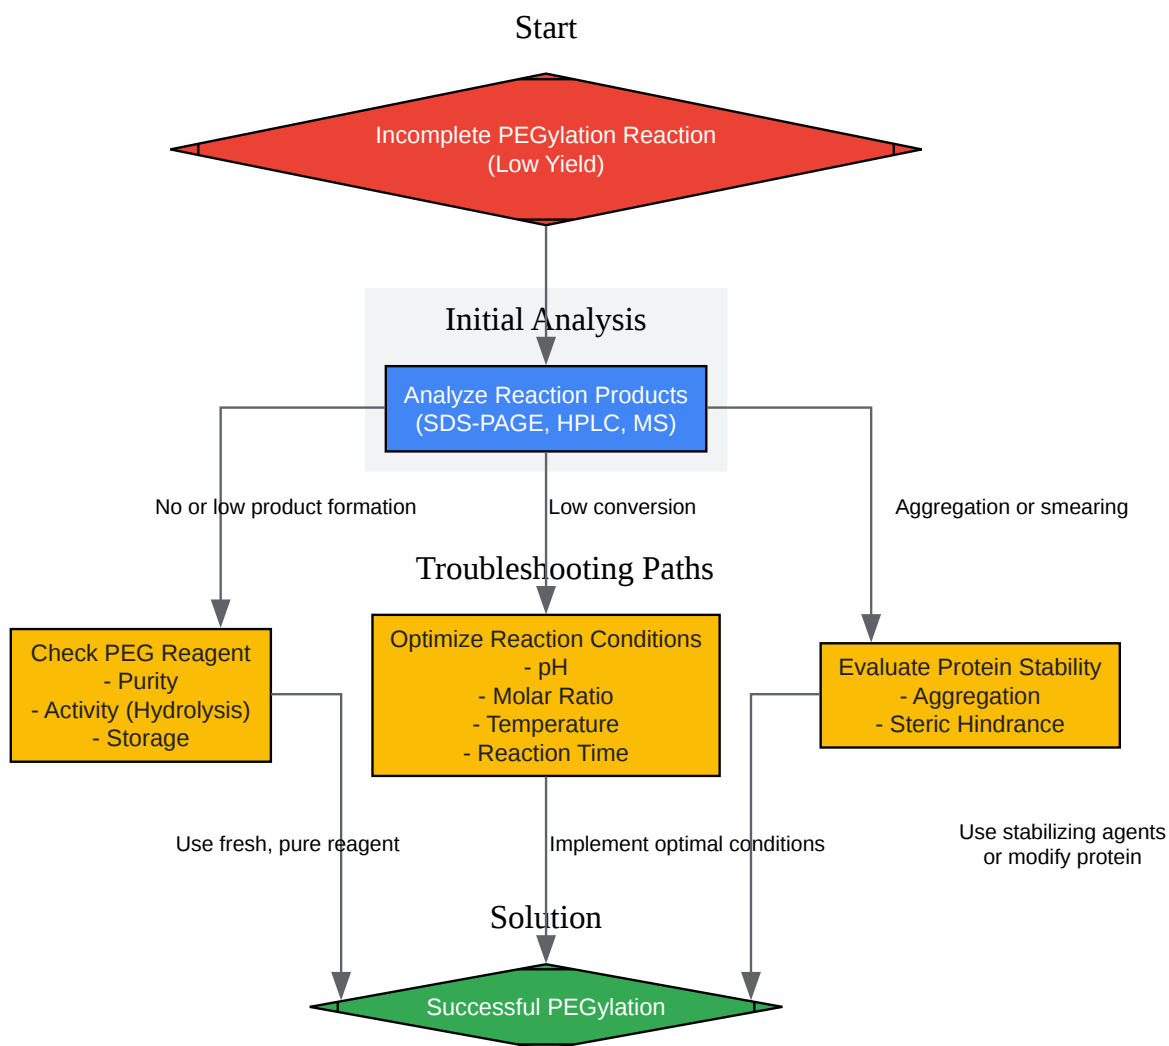 Start
Incomplete PEGylation Reaction
(Low Yield)
Initial Analysis
Analyze Reaction Products
(SDS-PAGE, HPLC, MS)
No or low product formation
Low conversion
Aggregation or smearing
Troubleshooting Paths
Check PEG Reagent
- Purity
- Activity (Hydrolysis)
- Storage
Optimize Reaction Conditions
- pH
- Molar Ratio
- Temperature
- Reaction Time
Evaluate Protein Stability
- Aggregation
- Steric Hindrance
Use fresh, pure reagent
Implement optimal conditions
Use stabilizing agents
or modify protein
Solution
Successful PEGylation